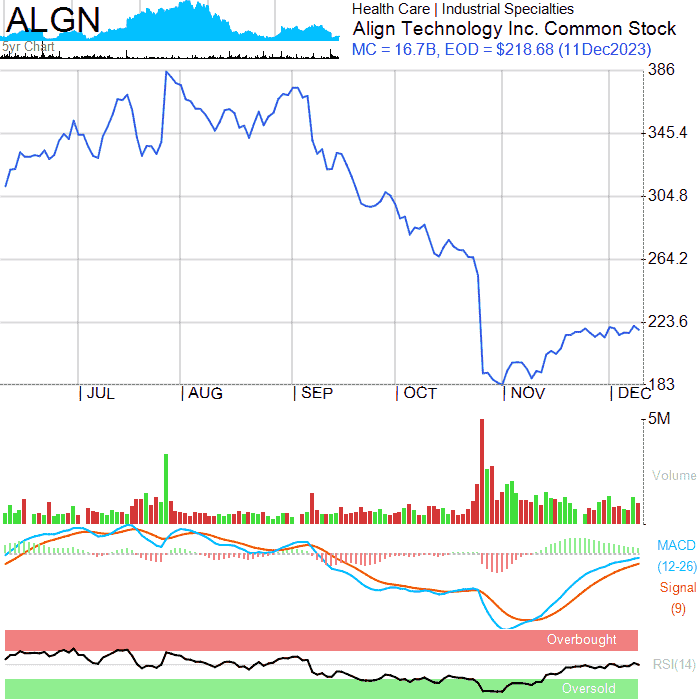 ALGN
5yr Chart
Health Care | Industrial Specialties
Align Technology Inc. Common Stock
MC = 16.7B, EOD = $218.68 (11Dec2023)
386
345.4
304.8
264.2
223.6
183
JUL
AUG
SEP
OCT
NOV
DEC
5M
Volume
MACD
(12-26)
Signal
(9)
Overbought
RSI(14)
Oversold